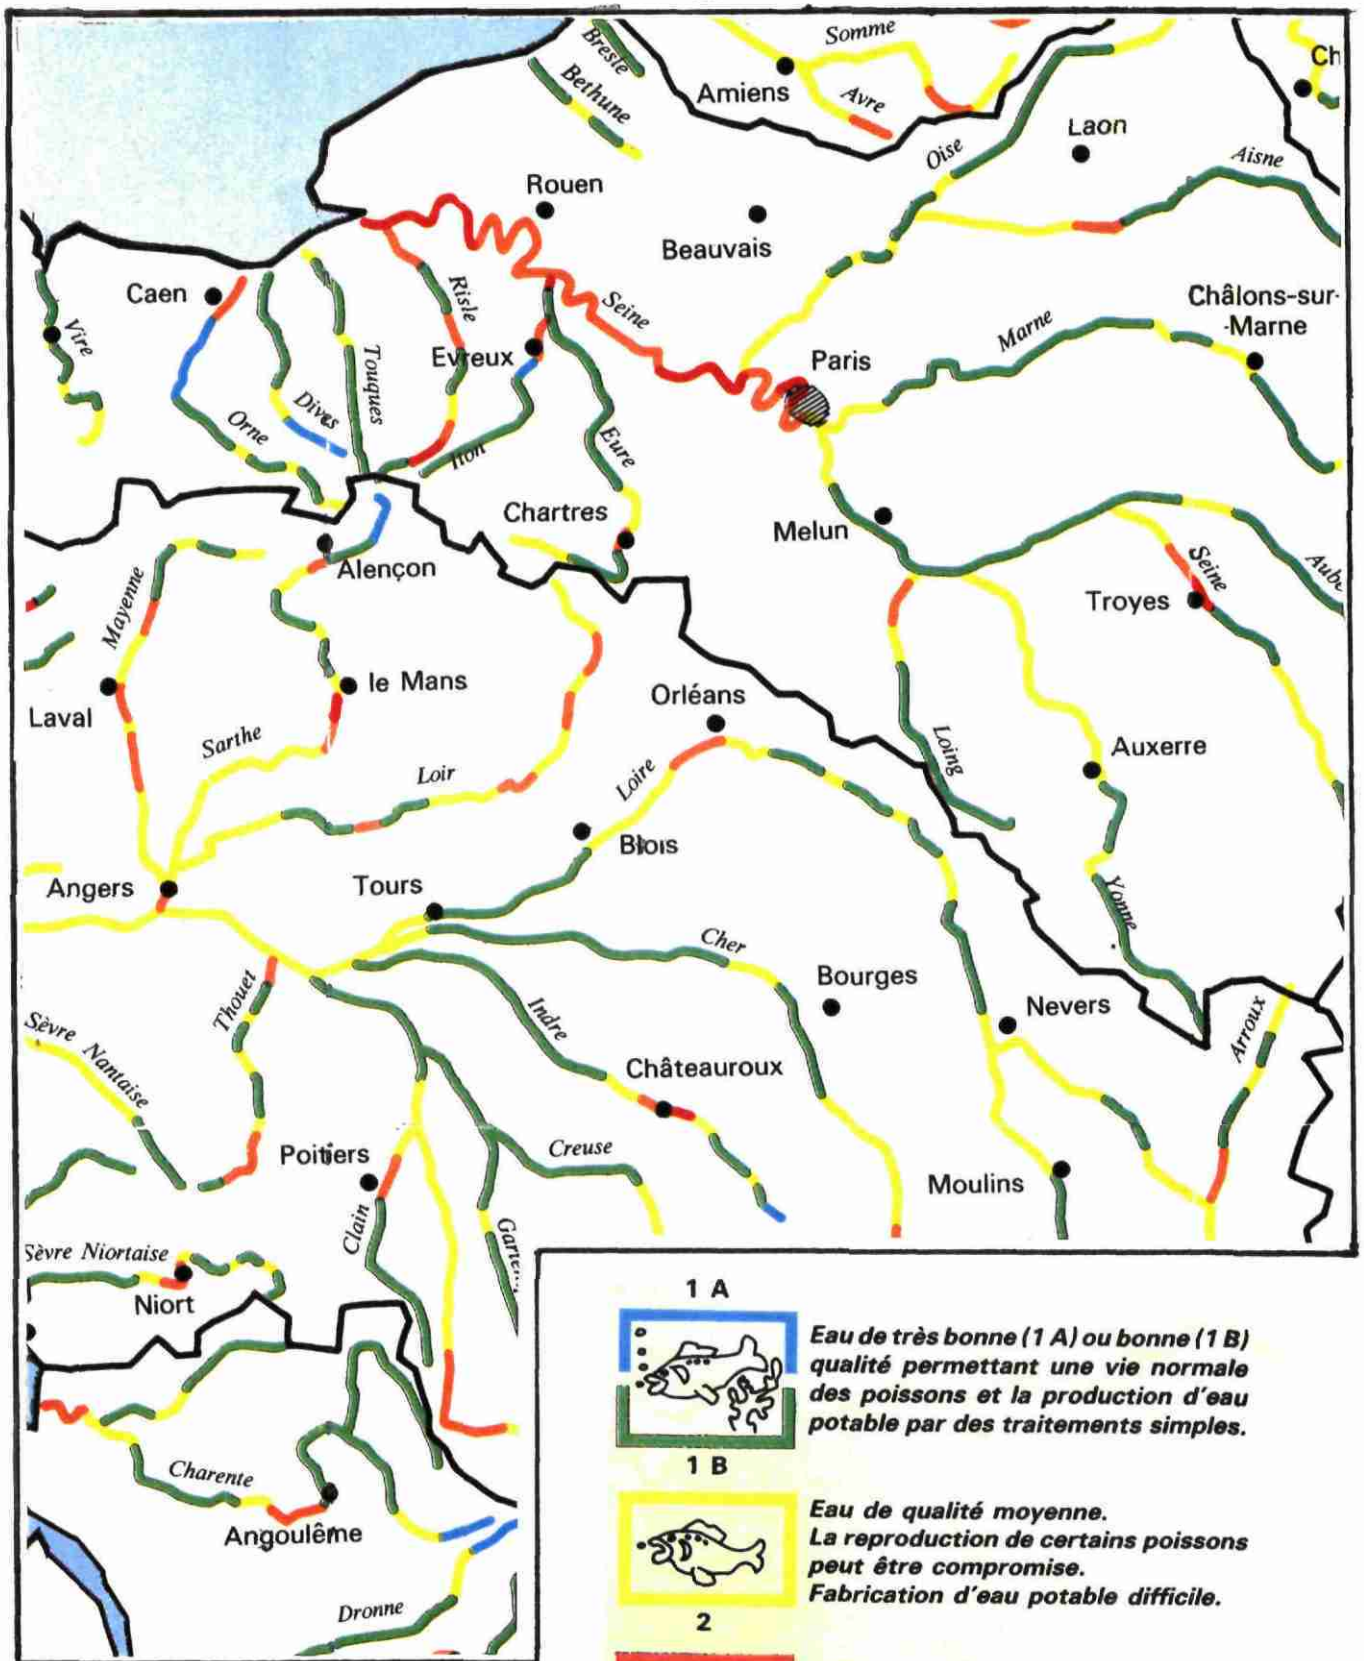 Bresle
Somme
Ch
Bethune
Amiens
Avre
Laon
Oise
Aisne
Rouen
Beauvais
Caen
Vire
Risle
Seine
Châlons-sur-
-Marne
Marne
Evreux
Paris
Touques
Dives
Orne
Iton
Eure
Chartres
Melun
Alençon
Mayenne
Seine
Troyes
le Mans
Orléans
Laval
Sarthe
Loir
Loire
Loing
Auxerre
Blois
Angers
Tours
Yonne
Cher
Bourges
Thouet
Indre
Nevers
Arroux
Sèvre Nantaise
Châteauroux
Poitiers
Creuse
Moulins
Clain
Sèvre Niortaise
Niort
Charente
Angoulême
Dronne
1 A
Eau de très bonne (1 A) ou bonne (1 B)
qualité permettant une vie normale
des poissons et la production d'eau
potable par des traitements simples.
1 B
Eau de qualité moyenne.
La reproduction de certains poissons
peut être compromise.
Fabrication d'eau potable difficile.
2